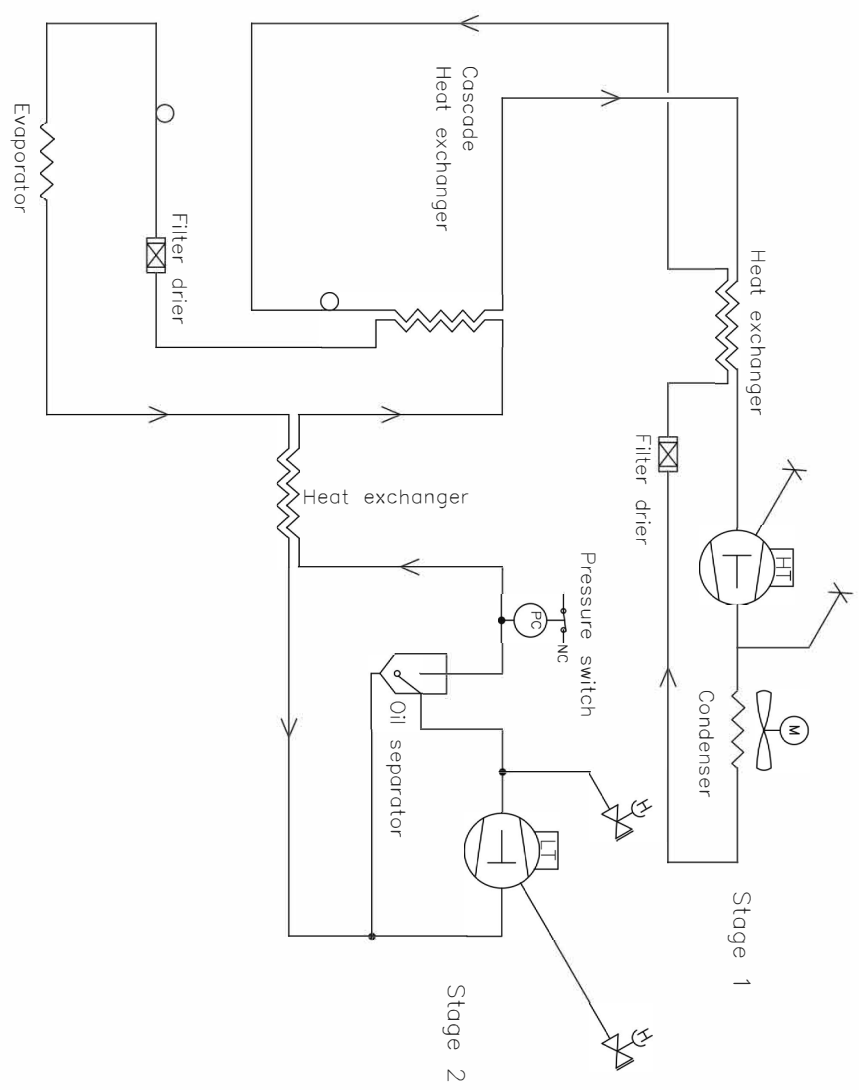 Cascade
Heat exchanger
Evaporator
Filter drier
Heat exchanger
Filter drier
Heat exchanger
HT
Pressure switch
PC
NC
Oil separator
Condenser
M
LT
H
H
Stage 1
Stage 2